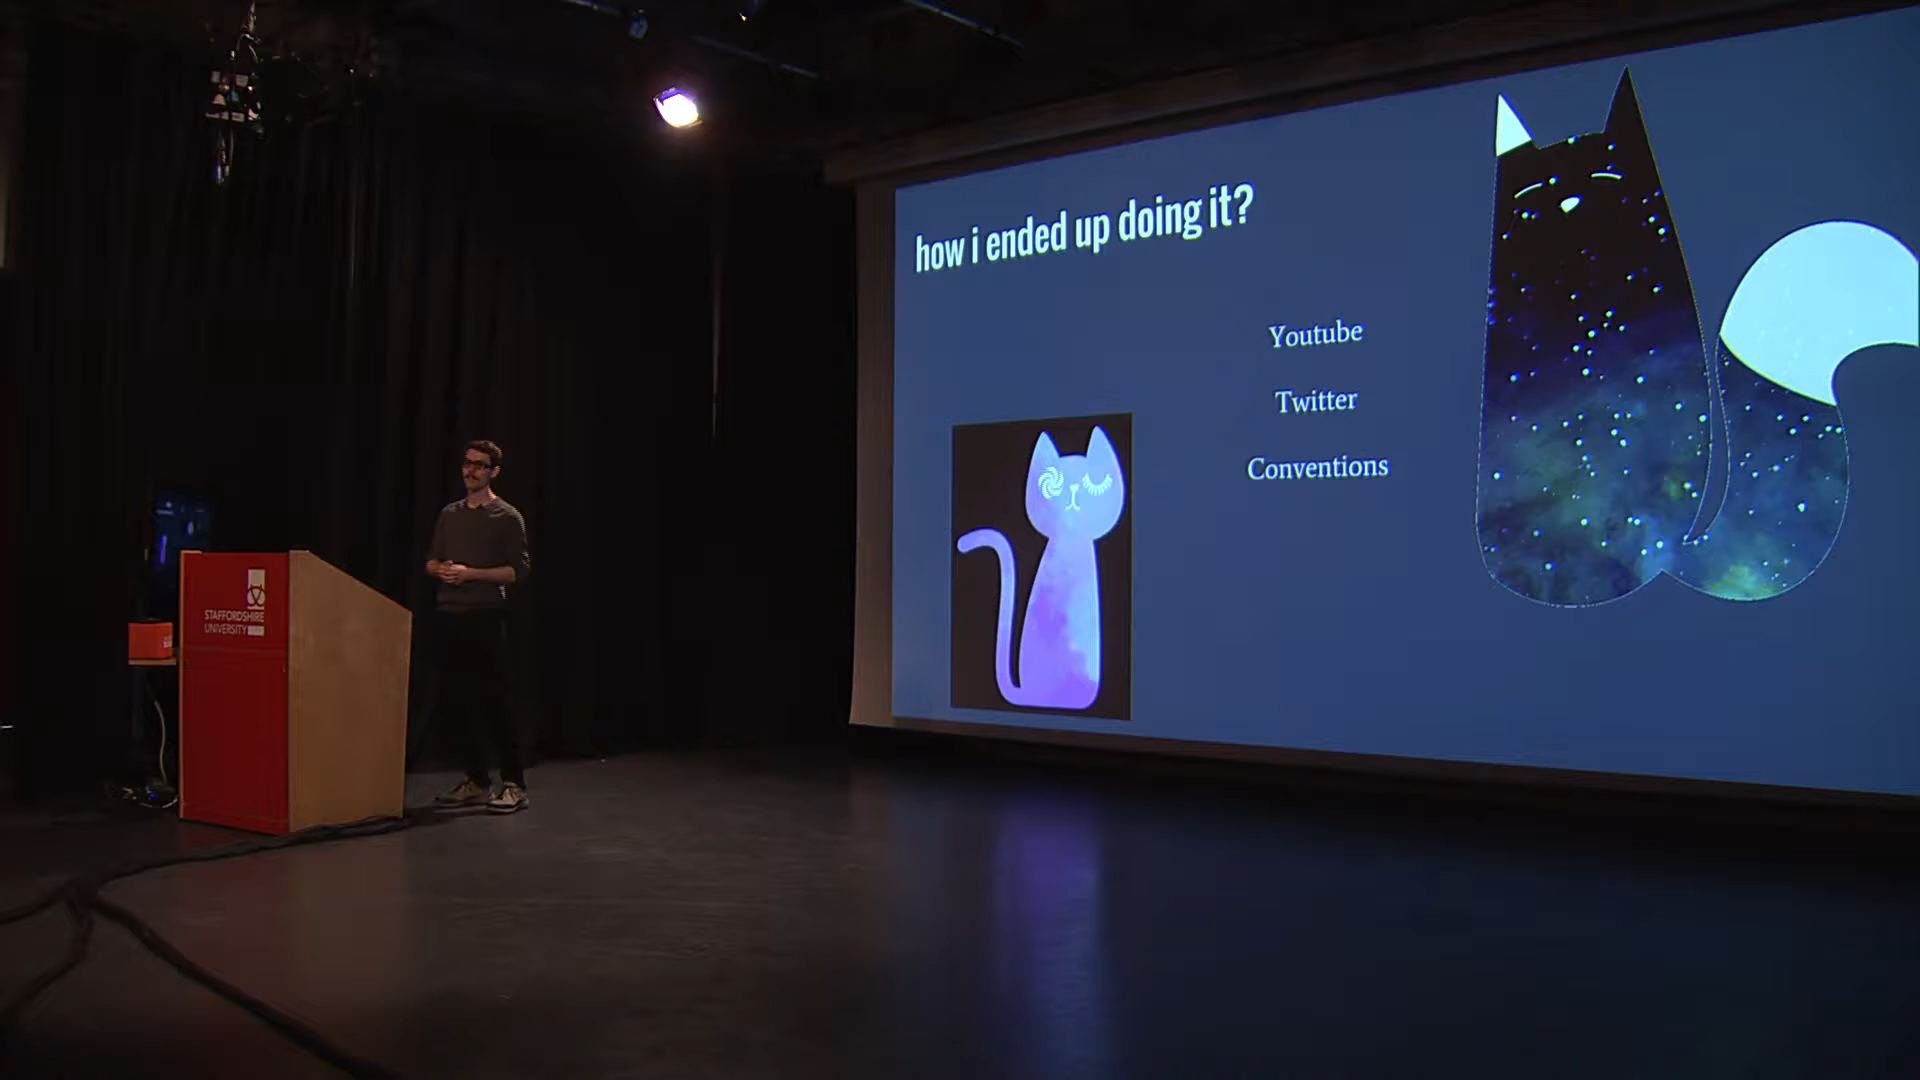 how i ended up doing it?
Youtube
Twitter
Conventions
STAFFORDSHIRE
UNIVERSITY